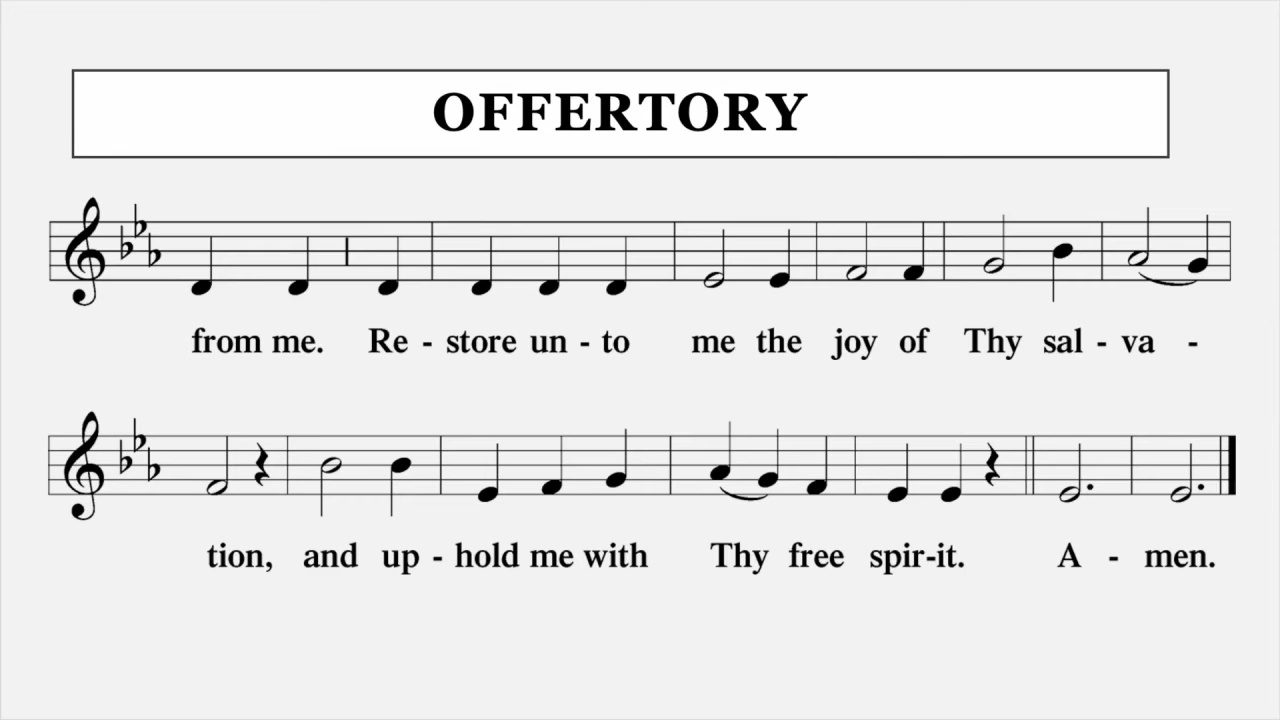 OFFERTORY
from me. Re - store un - to me the joy of Thy sal - va -
tion, and up - hold me with Thy free spir-it. A - men.